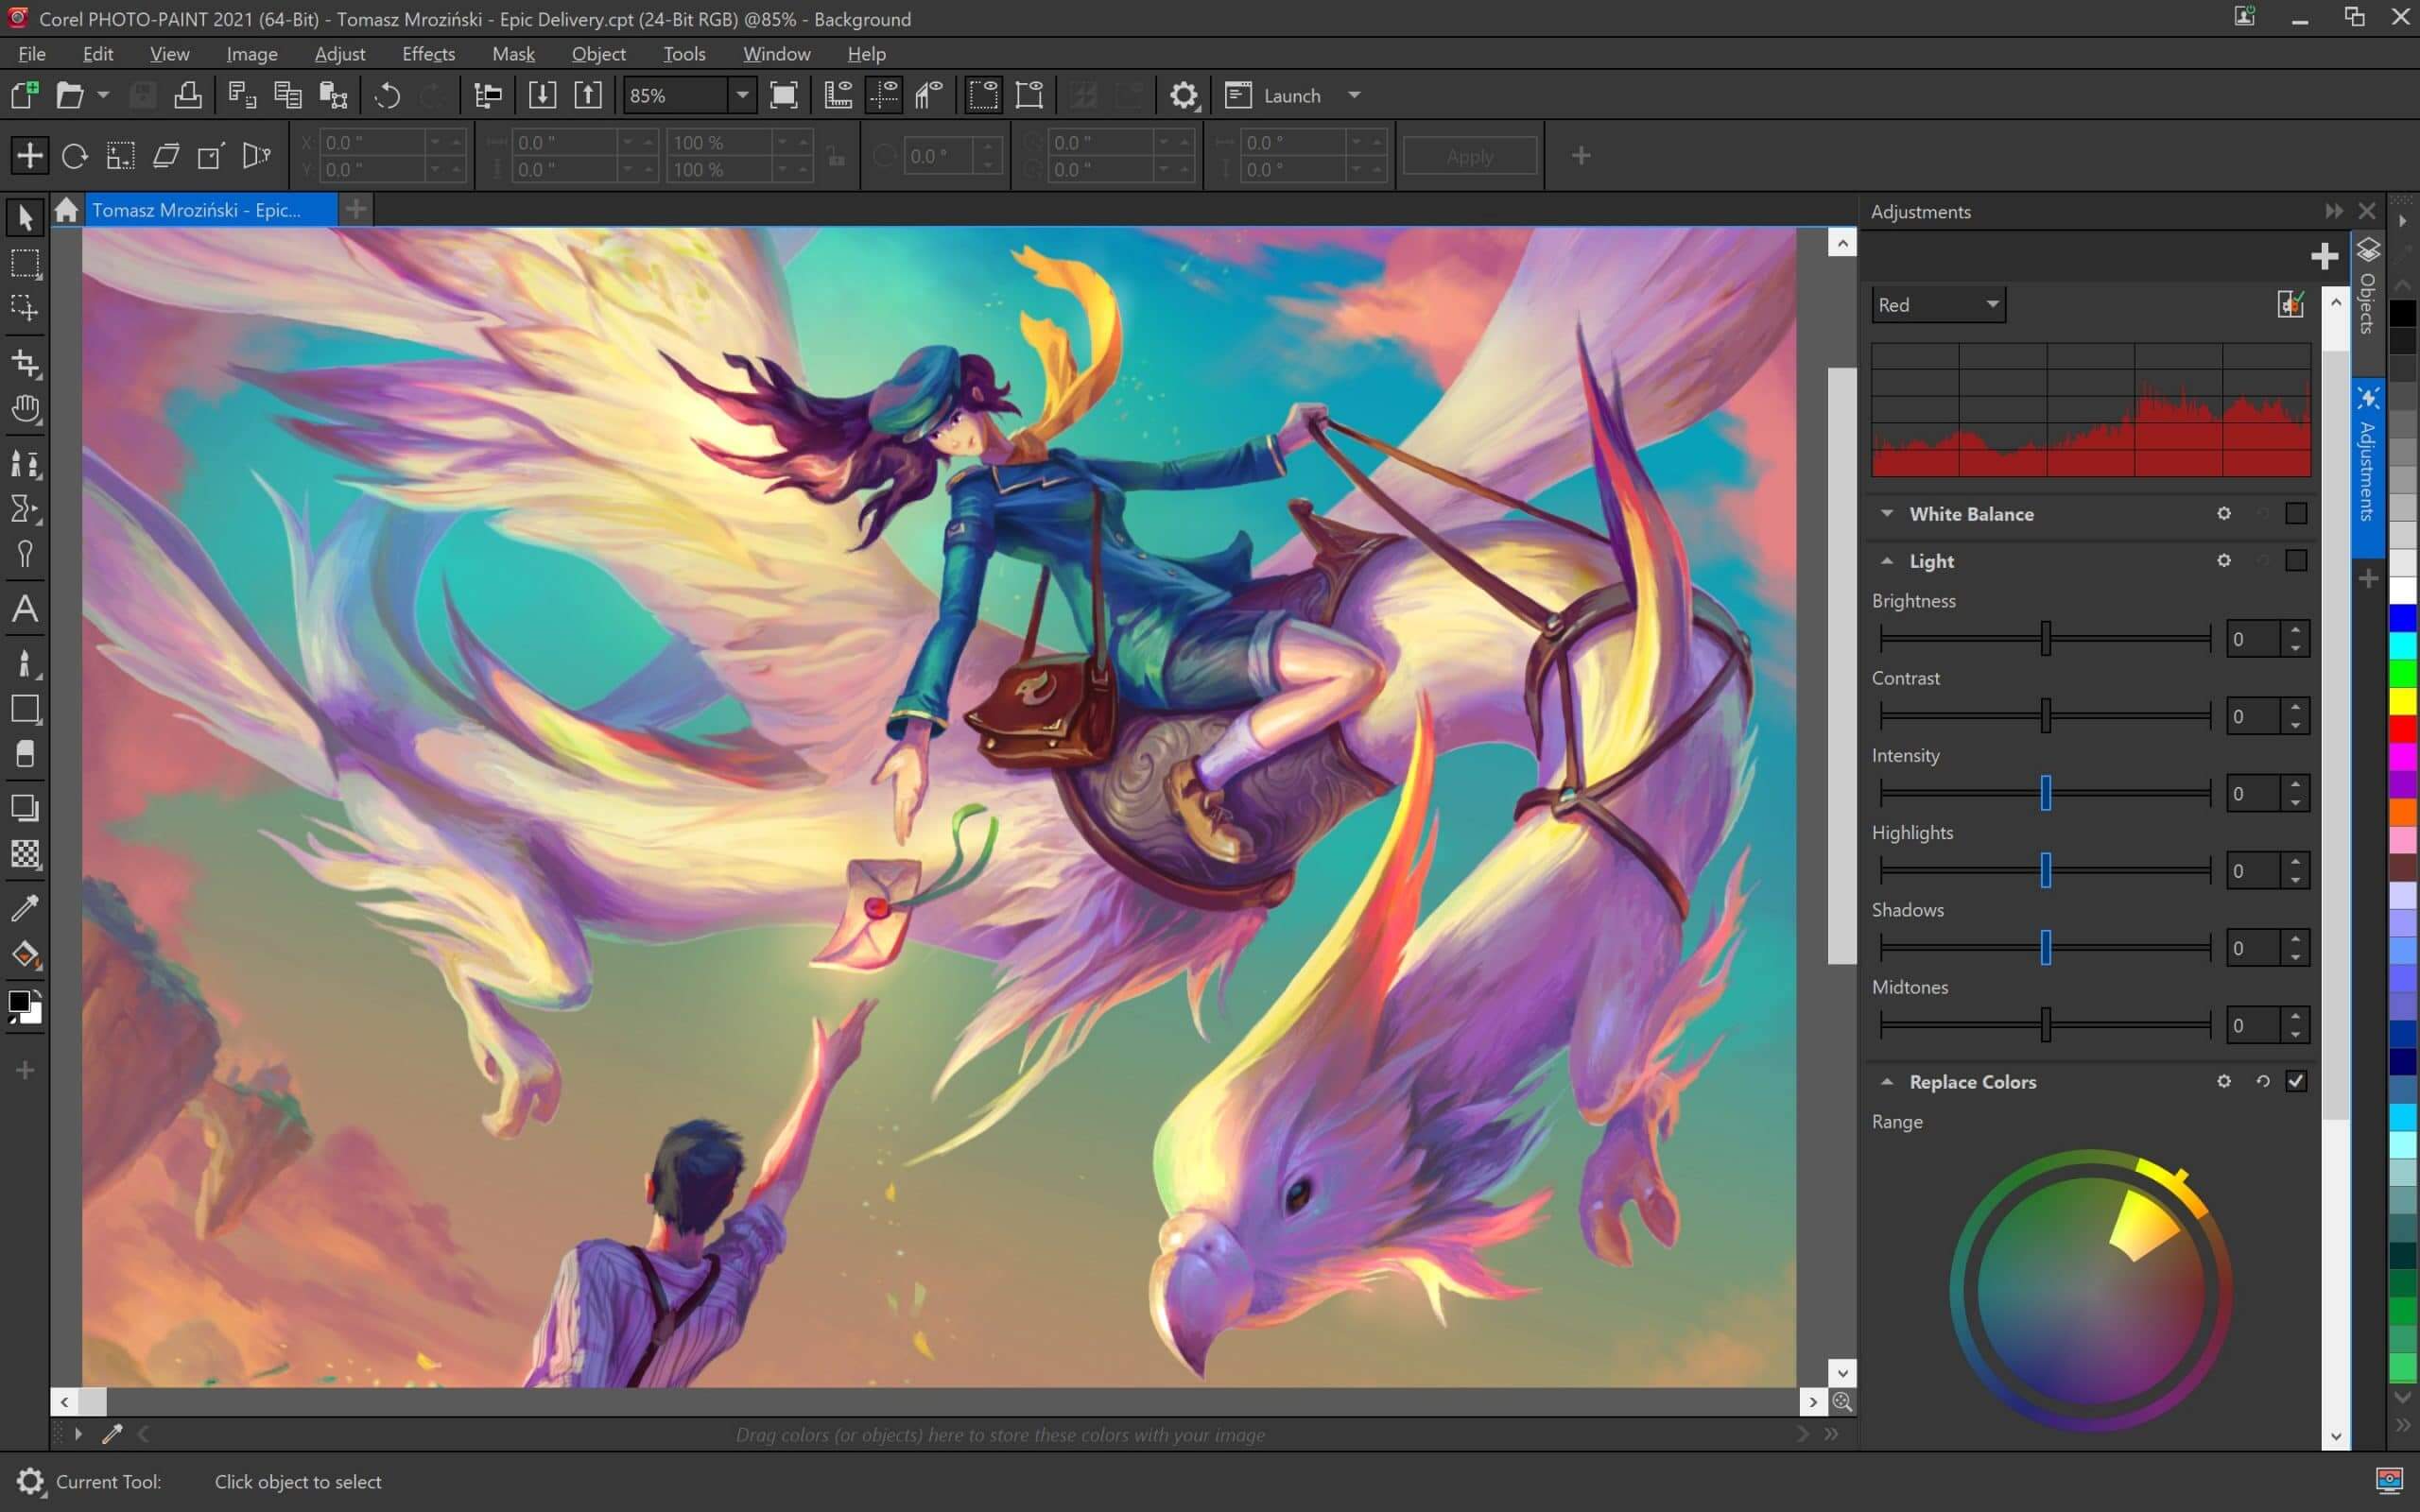 Corel PHOTO-PAINT 2021 (64-Bit) - Tomasz Mroziński - Epic Delivery.cpt (24-Bit RGB) @85% - Background
File Edit View Image Adjust Effects Mask Object Tools Window Help
85% Launch
X: 0.0 " 0.0 " 100 % 0.0 ° 0.0 " 0.0 ° Apply
Y: 0.0 " 0.0 " 100 % 0.0 " 0.0 °
Tomasz Mroziński - Epic...
Adjustments
Objects
Adjustments
Red
White Balance
Light
Brightness
0
Contrast
0
Intensity
0
Highlights
0
Shadows
0
Midtones
0
Replace Colors
Range
Drag colors (or objects) here to store these colors with your image
Current Tool: Click object to select